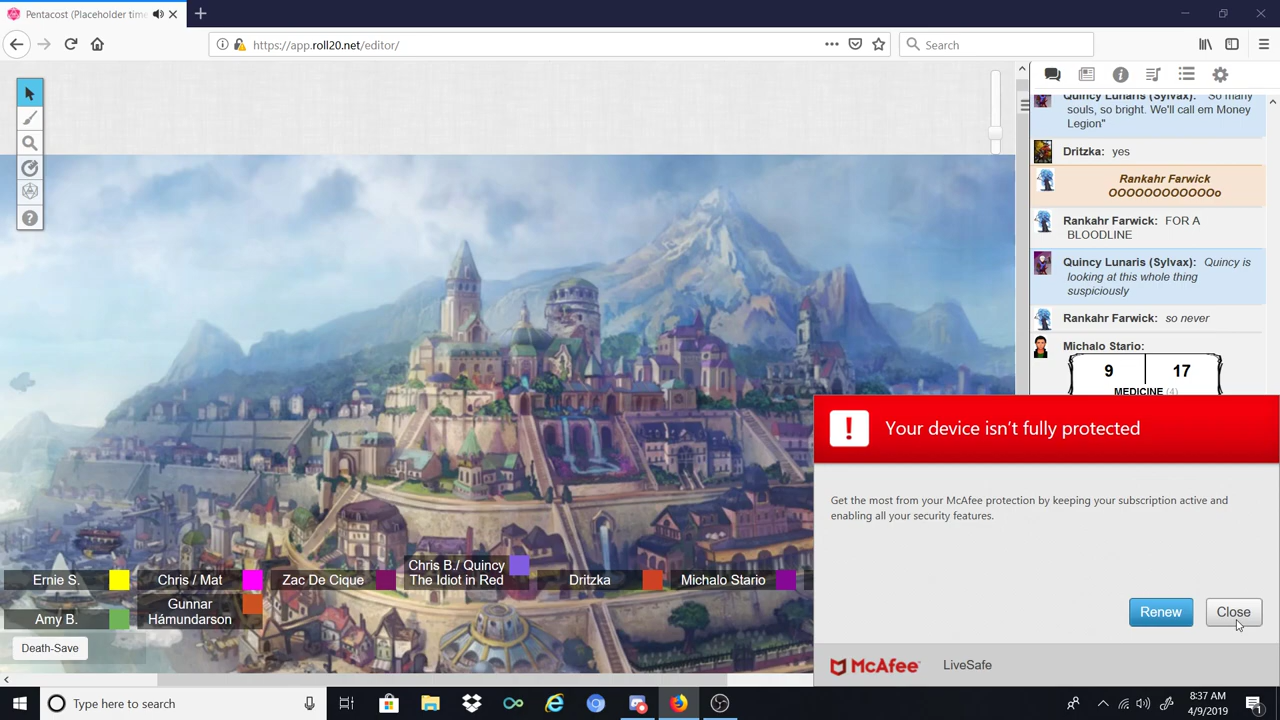 Pentacost (Placeholder time
https://app.roll20.net/editor/
Search
Quincy Lunaris (Sylvax): "So many
souls, so bright. We'll call em Money
Legion"
Dritzka: yes
Rankahr Farwick
OOOOOOOOOOOOo
Rankahr Farwick: FOR A
BLOODLINE
Quincy Lunaris (Sylvax): Quincy is
looking at this whole thing
suspiciously
Rankahr Farwick: so never
Michalo Stario:
9 17
MEDICINE (4)
Your device isn't fully protected
Get the most from your McAfee protection by keeping your subscription active and
enabling all your security features.
Renew
Close
McAfee
LiveSafe
Ernie S.
Chris / Mat
Zac De Cique
Chris B./ Quincy
The Idiot in Red
Dritzka
Michalo Stario
Amy B.
Gunnar
Hámundarson
Death-Save
Type here to search
8:37 AM
4/9/2019
1